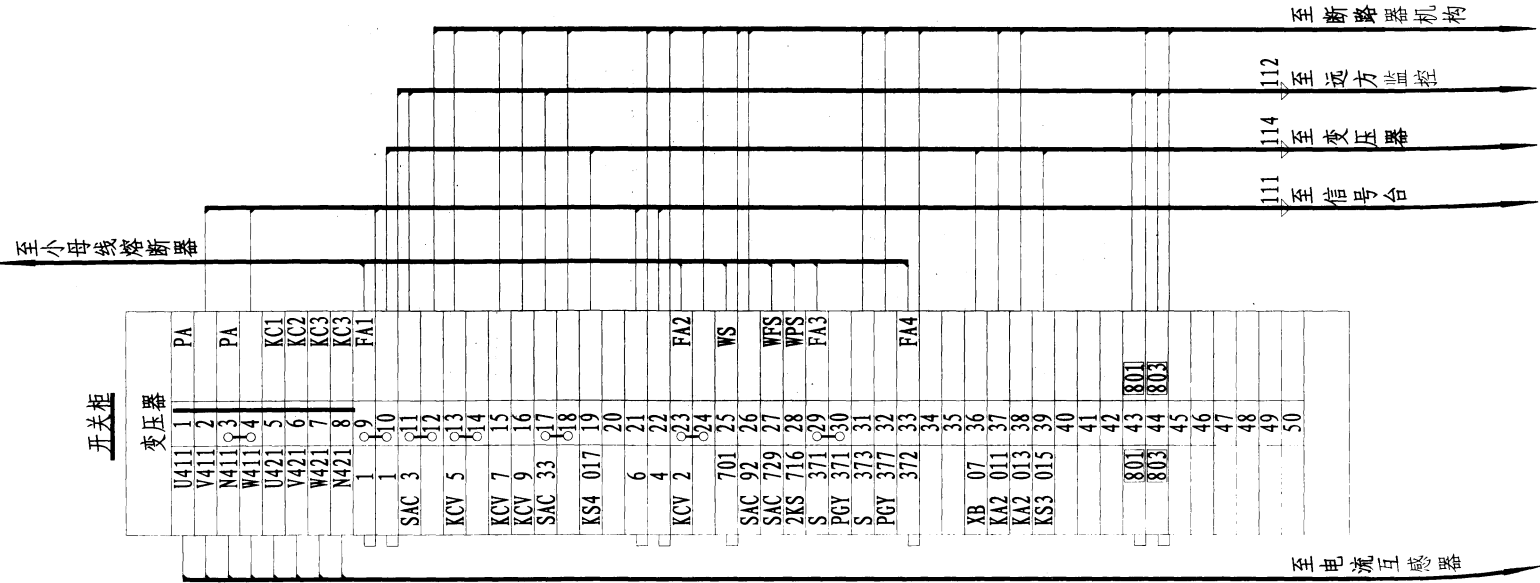 至断路器机构
112
至远方监控
114
至变压器
111
至信号台
至小母线熔断器
开关柜
变压器
U411 1 PA
V411 2
N411 3 PA
W411 4
U421 5 KC1
V421 6 KC2
W421 7 KC3
N421 8 KC3
1 9 FA1
1 10
SAC 3 11
12
KCV 5 13
14
KCV 7 15
KCV 9 16
SAC 33 17
18
KS4 017 19
20
6 21
4 22
KCV 2 23 FA2
24
701 25 WS
SAC 92 26
SAC 729 27 WFS
2KS 716 28 WPS
S 371 29 FA3
PGY 371 30
S 373 31
PGY 377 32
372 33 FA4
34
35
XB 07 36
KA2 011 37
KA2 013 38
KS3 015 39
40
41
42
801 43 801
803 44 803
45
46
47
48
49
50
至电流互感器